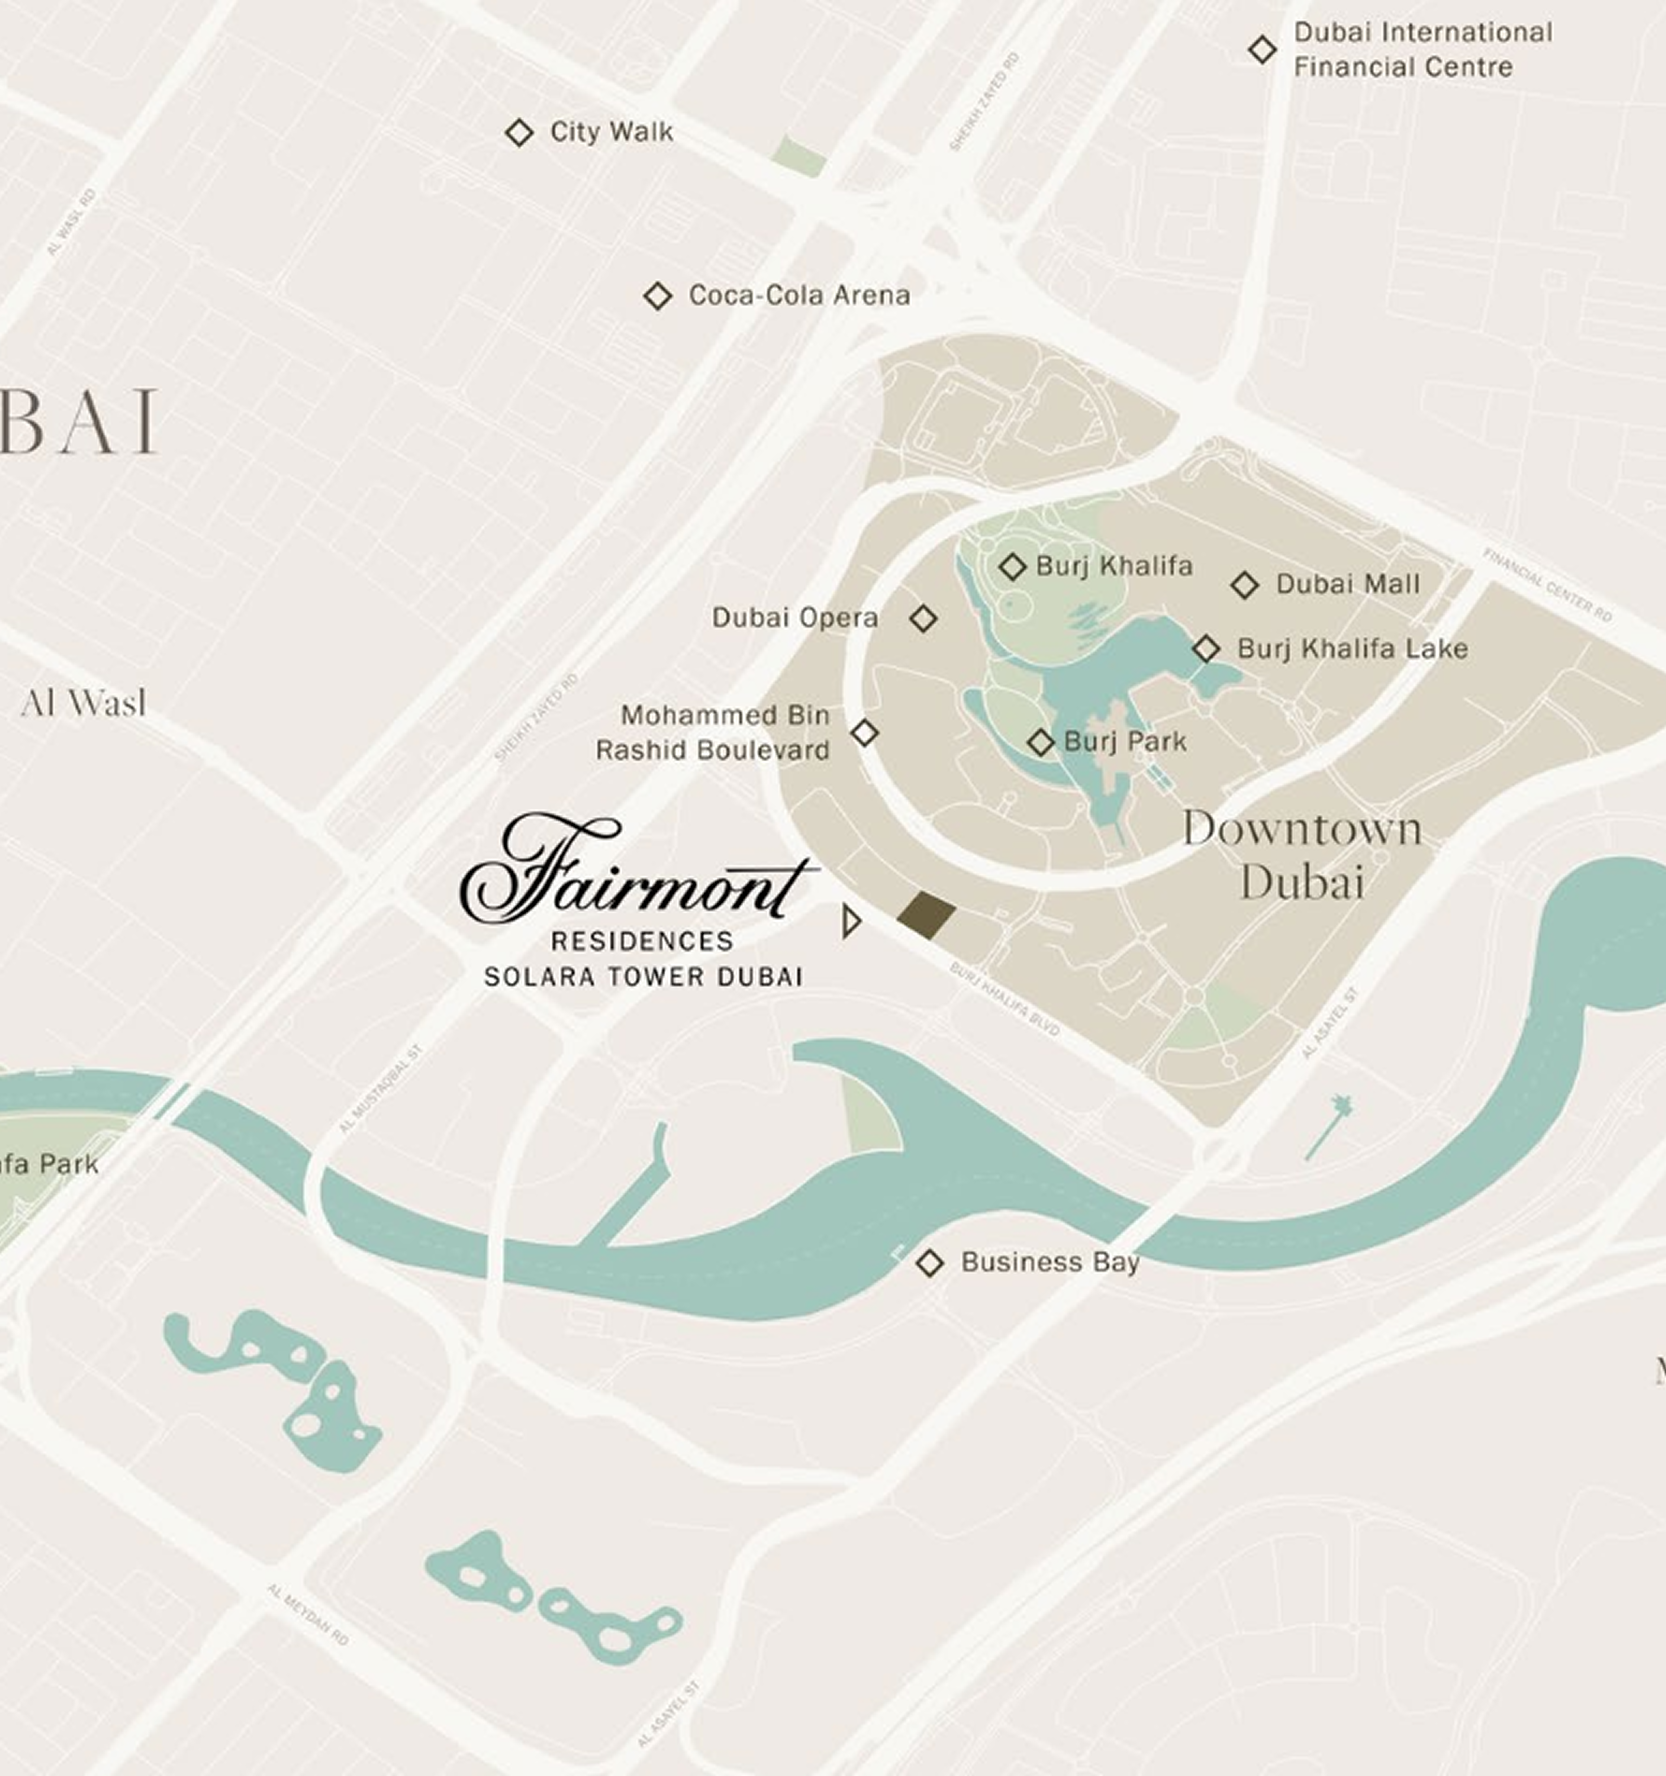 Dubai International
Financial Centre
SHEIKH ZAYED RD
City Walk
AL WASL RD
Coca-Cola Arena
BAI
FINANCIAL CENTER RD
Burj Khalifa
Dubai Mall
Dubai Opera
Burj Khalifa Lake
Al Wasl
SHEIKH ZAYED RD
Mohammed Bin
Rashid Boulevard
Burj Park
Downtown
Dubai
Fairmont
RESIDENCES
SOLARA TOWER DUBAI
BURJ KHALIFA BLVD
AL ASAYEL ST
AL MUSTAQBAL ST
fa Park
Business Bay
AL MEYDAN RD
AL ASAYEL ST